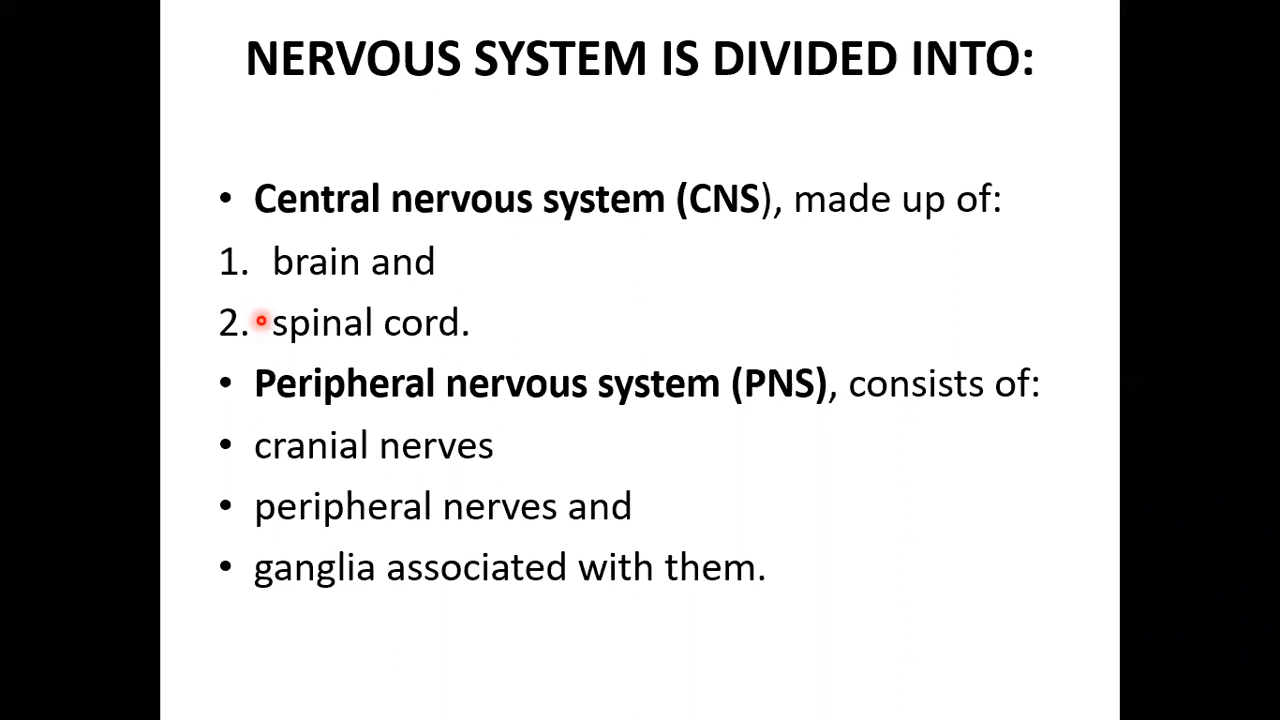 NERVOUS SYSTEM IS DIVIDED INTO:
• Central nervous system (CNS), made up of:
1. brain and
2. spinal cord.
• Peripheral nervous system (PNS), consists of:
• cranial nerves
• peripheral nerves and
• ganglia associated with them.